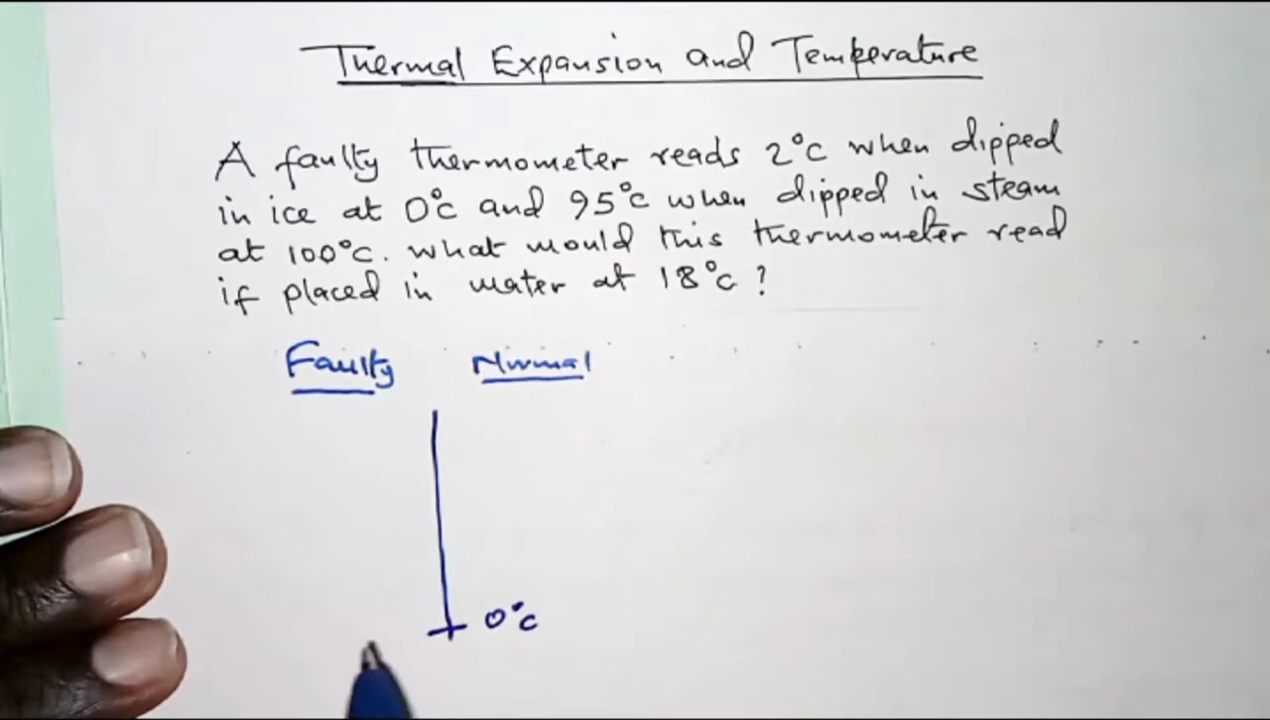 Thermal Expansion and Temperature
A faulty thermometer reads 2°C when dipped
in ice at 0°C and 95°C when dipped in steam
at 100°C. What would this thermometer read
if placed in water at 18°C?
Faulty Normal
0°C